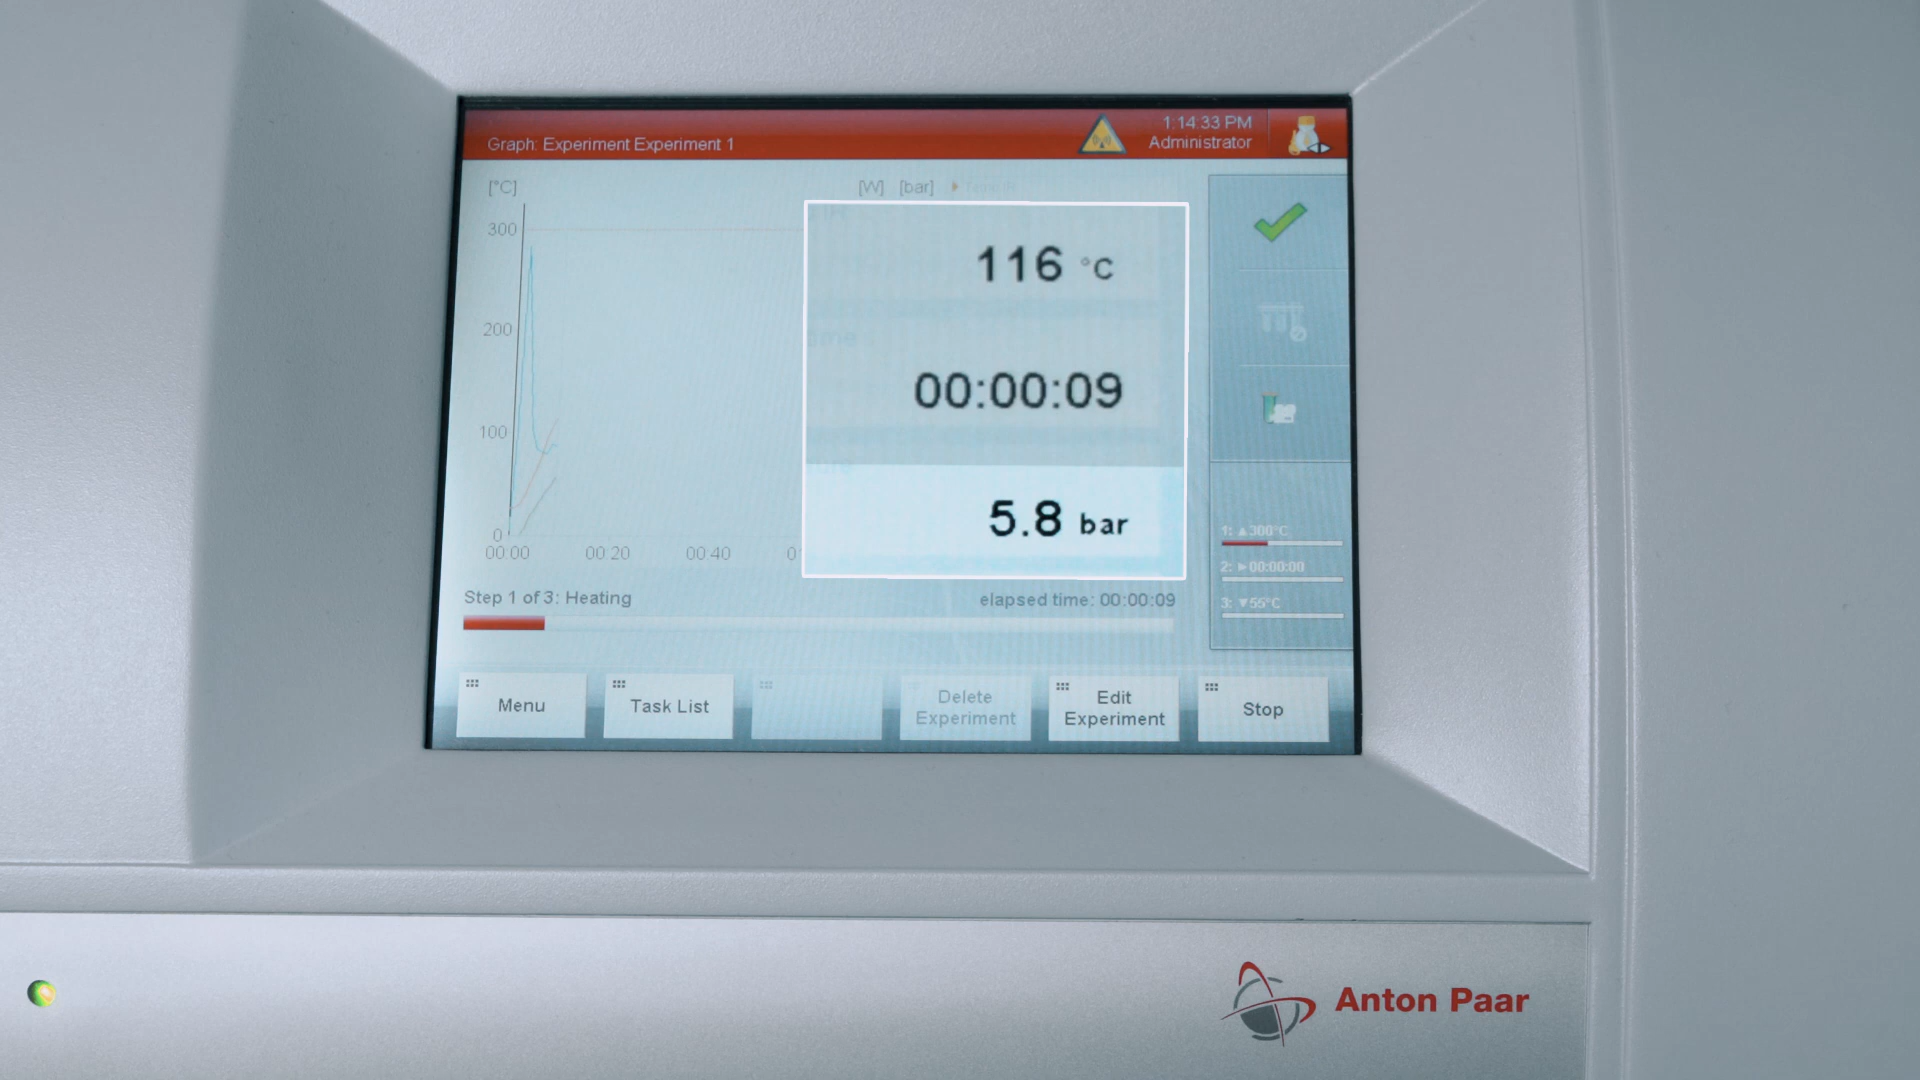 Graph: Experiment Experiment 1
1:14:33 PM
Administrator
[°C]
[W] [bar]
300
200
100
0
00:00 00:20 00:40 0
116 °C
00:00:09
5.8 bar
1: ▲300°C
2: ►00:00:00
3: ▼55°C
Step 1 of 3: Heating
elapsed time: 00:00:09
Menu
Task List
Delete
Experiment
Edit
Experiment
Stop
Anton Paar